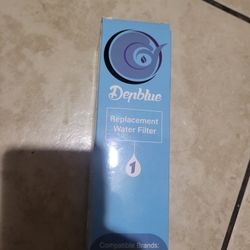 Depblue
Replacement
Water Filter
1
Compatible Brands: